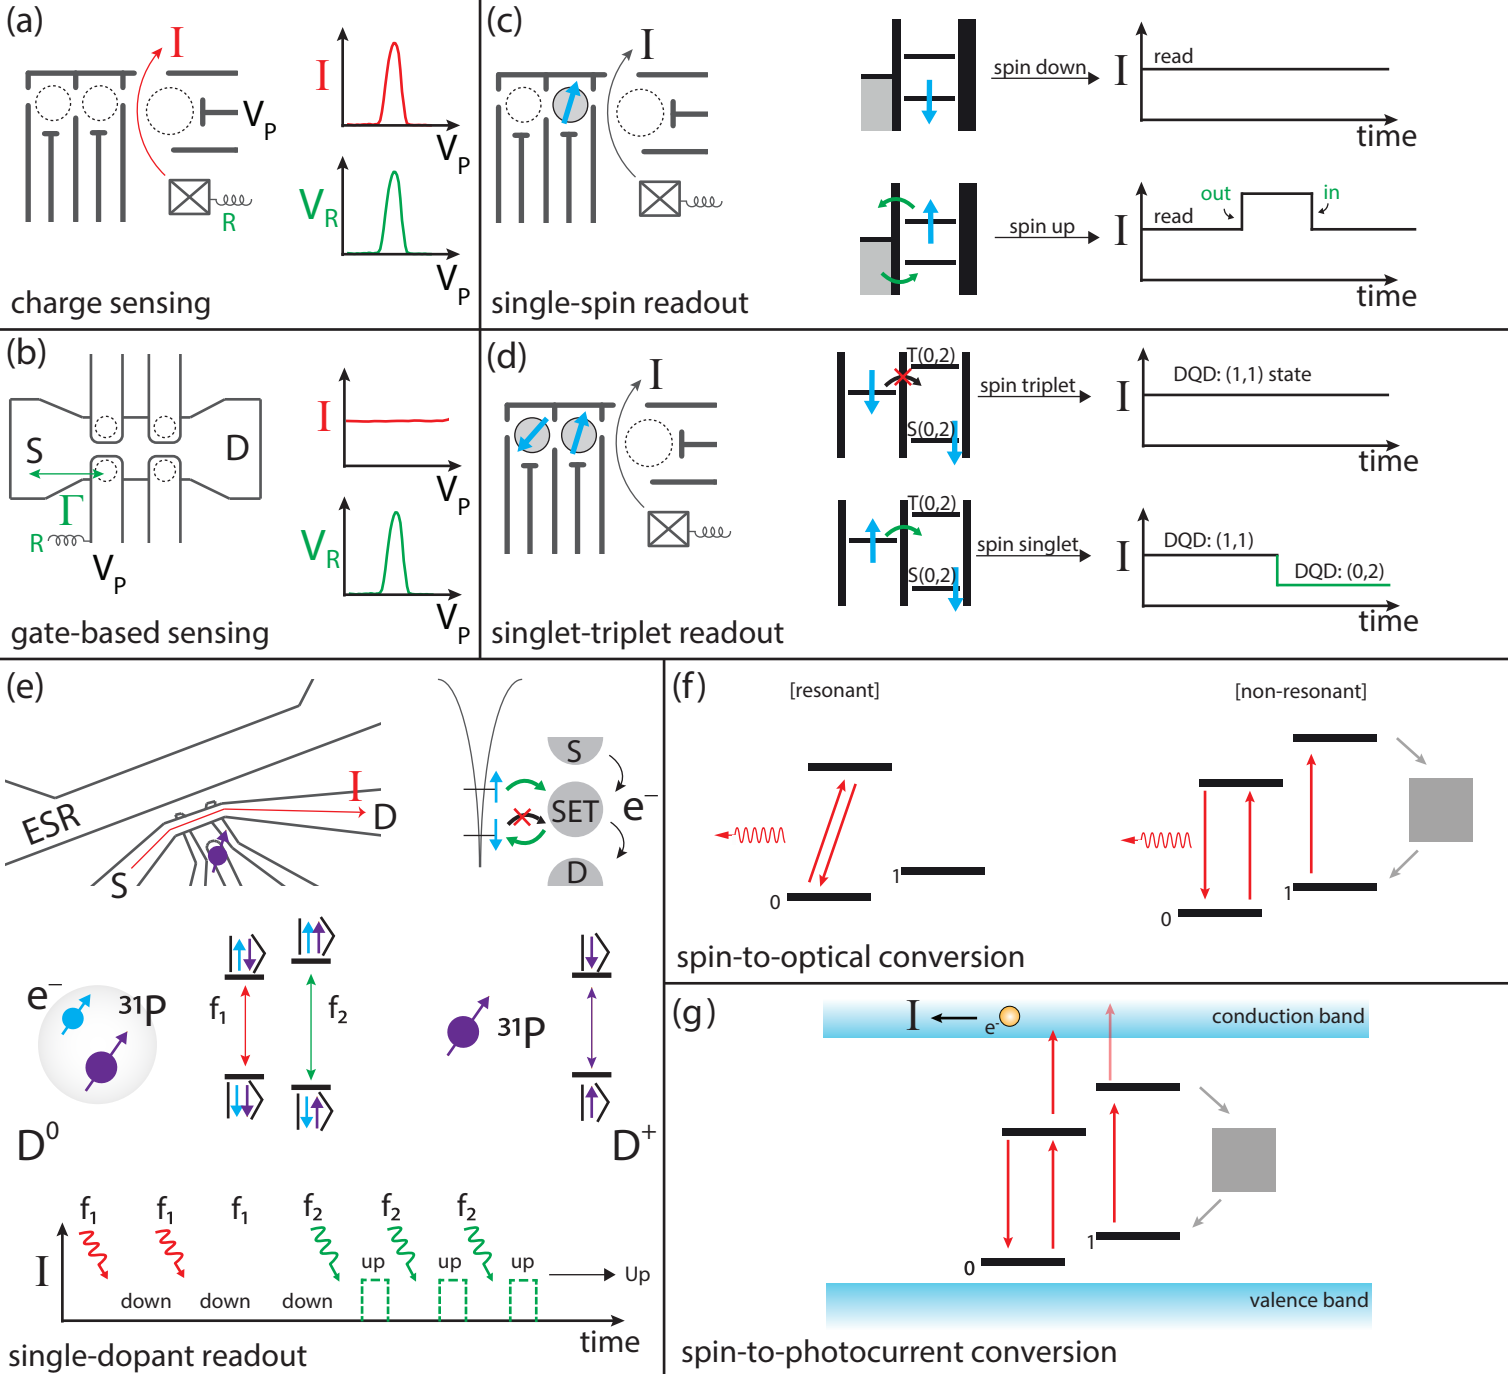 (a)
I
V_P
R
I
V_P
V_R
V_P
charge sensing
(b)
S
D
Γ
R
V_P
I
V_P
V_R
V_P
gate-based sensing
(c)
I
spin down
I
read
time
spin up
I
read
out
in
time
single-spin readout
(d)
I
T(0,2)
S(0,2)
spin triplet
I
DQD: (1,1) state
time
T(0,2)
S(0,2)
spin singlet
I
DQD: (1,1)
DQD: (0,2)
time
singlet-triplet readout
(e)
ESR
I
S
D
S
SET
D
e⁻
e⁻
³¹P
D⁰
f₁
f₂
³¹P
D⁺
f₁ f₁ f₁ f₂ f₂ f₂
I
down down down up up up
Up
time
single-dopant readout
(f)
[resonant]
0
1
[non-resonant]
0
1
spin-to-optical conversion
(g)
I
e⁻
conduction band
0
1
valence band
spin-to-photocurrent conversion